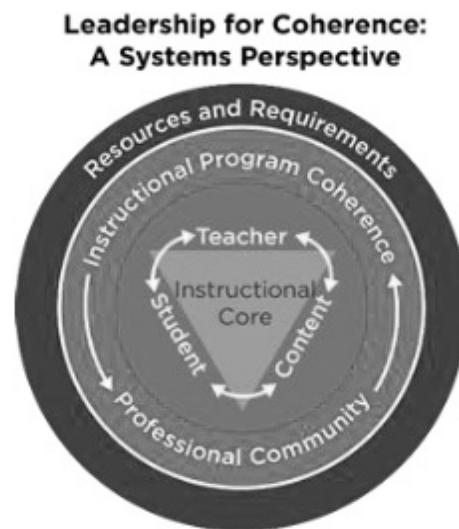 Leadership for Coherence:
A Systems Perspective
Resources and Requirements
Instructional Program Coherence
Teacher
Instructional
Core
Student
Content
Professional Community